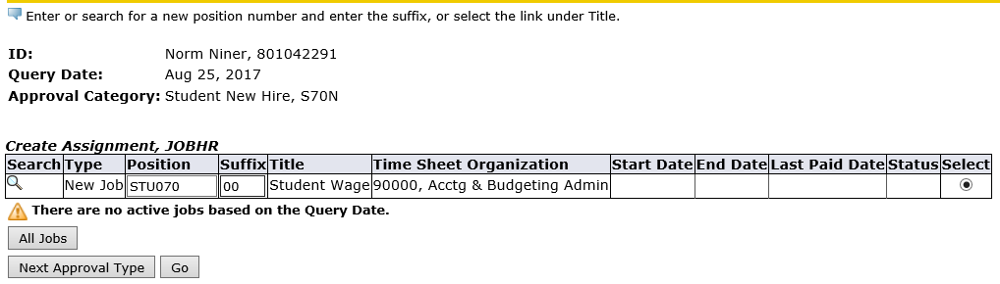 Enter or search for a new position number and enter the suffix, or select the link under Title.
ID: Norm Niner, 801042291
Query Date: Aug 25, 2017
Approval Category: Student New Hire, S70N
Create Assignment, JOBHR
Search Type Position Suffix Title Time Sheet Organization Start Date End Date Last Paid Date Status Select
New Job STU070 00 Student Wage 90000, Acctg & Budgeting Admin
There are no active jobs based on the Query Date.
All Jobs
Next Approval Type Go